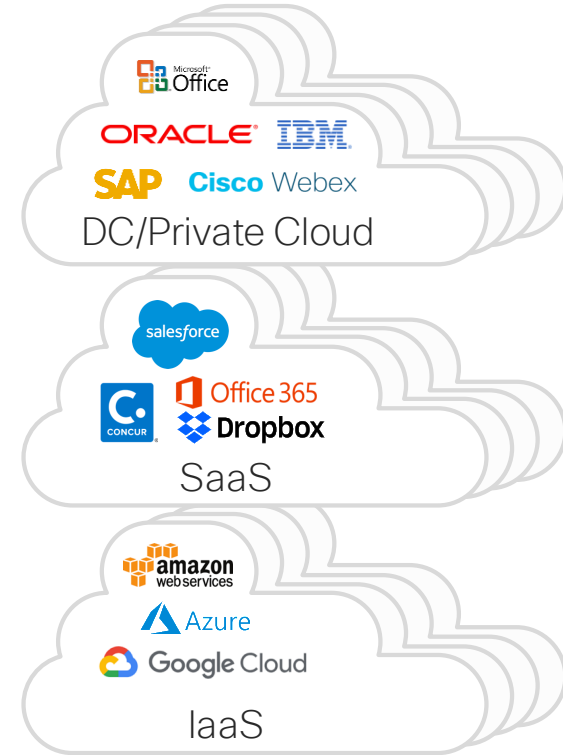 Microsoft®
Office
ORACLE® IBM®
SAP Cisco Webex
DC/Private Cloud
salesforce
C.
CONCUR®
Office 365
Dropbox
SaaS
amazon
web services
Azure
Google Cloud
IaaS